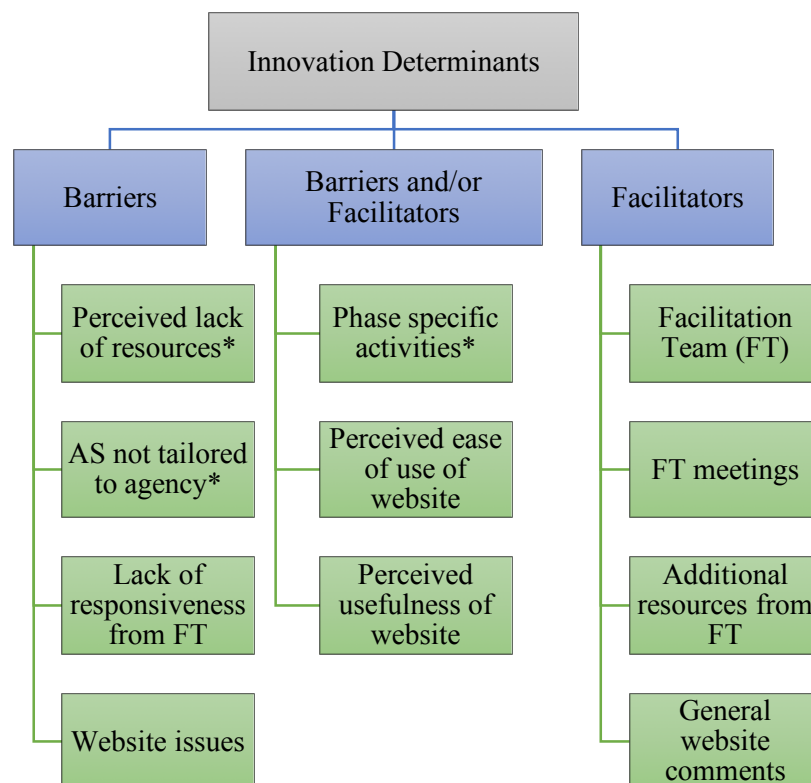 Innovation Determinants
Barriers
Barriers and/or
Facilitators
Facilitators
Perceived lack
of resources*
AS not tailored
to agency*
Lack of
responsiveness
from FT
Website issues
Phase specific
activities*
Perceived ease
of use of
website
Perceived
usefulness of
website
Facilitation
Team (FT)
FT meetings
Additional
resources from
FT
General
website
comments